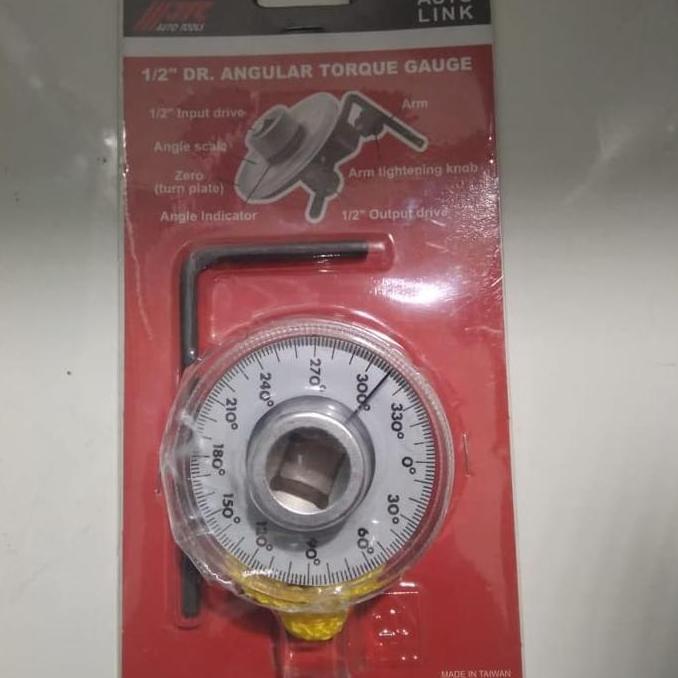 JTC
AUTO TOOLS
AUTO
LINK
1/2" DR. ANGULAR TORQUE GAUGE
1/2" Input drive
Arm
Angle scale
Zero
(turn plate)
Arm tightening knob
Angle Indicator
1/2" Output drive
270°
300°
330°
0°
30°
60°
90°
120°
150°
180°
210°
240°
MADE IN TAIWAN